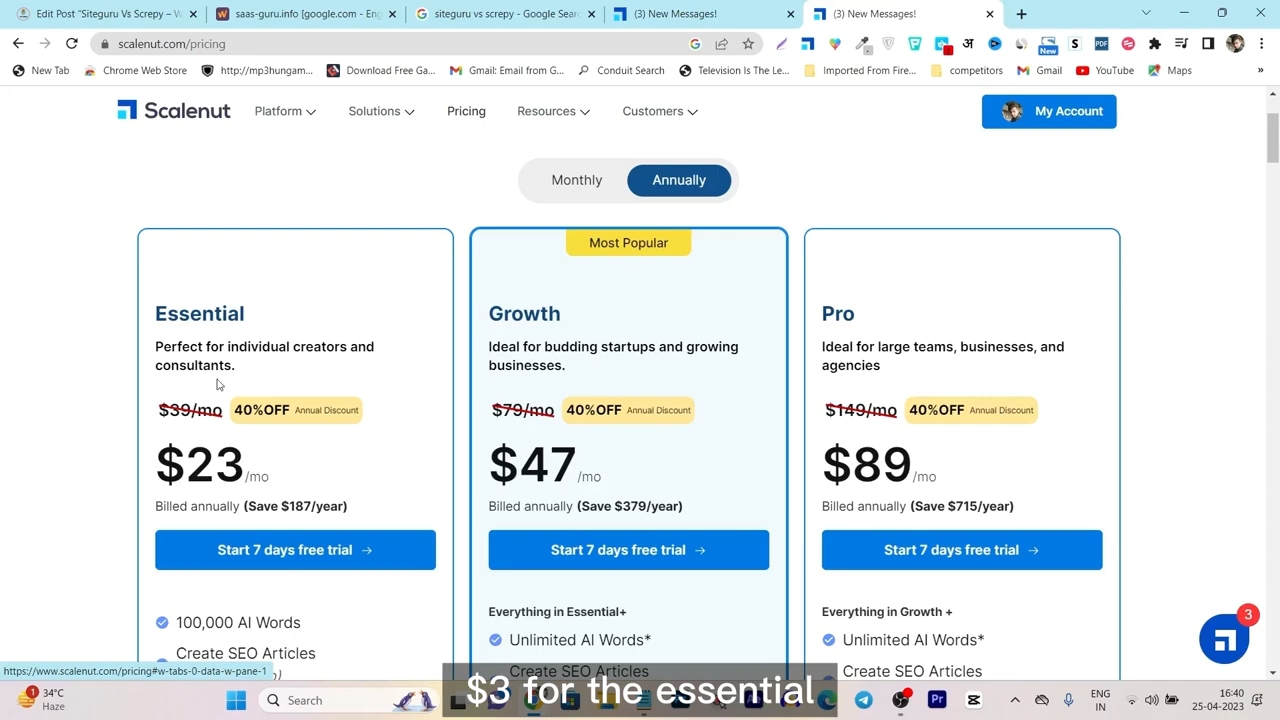 Edit Post "Scalenut Review – W
saas-guru.info [google.com - Eng
siteguru Vs screpy - Google Sear
(3) New Messages!
(3) New Messages!
scalenut.com/pricing
New
PDF
New Tab
Chrome Web Store
http://mp3hungam...
Download Free Ga...
Gmail: Email from G...
Conduit Search
Television Is The Le...
Imported From Fire...
competitors
Gmail
YouTube
Maps
»
Scalenut
Platform
Solutions
Pricing
Resources
Customers
My Account
Monthly
Annually
Most Popular
Essential
Growth
Pro
Perfect for individual creators and
consultants.
Ideal for budding startups and growing
businesses.
Ideal for large teams, businesses, and
agencies
$39/mo 40%OFF Annual Discount
$79/mo 40%OFF Annual Discount
$149/mo 40%OFF Annual Discount
$23/mo
$47/mo
$89/mo
Billed annually (Save $187/year)
Billed annually (Save $379/year)
Billed annually (Save $715/year)
Start 7 days free trial →
Start 7 days free trial →
Start 7 days free trial →
Everything in Essential+
Everything in Growth +
100,000 AI Words
Unlimited AI Words*
Unlimited AI Words*
Create SEO Articles
Create SEO Articles
Create SEO Articles
3
https://www.scalenut.com/pricing#w-tabs-0-data-w-pane-1
$3 for the essential
1
34°C
Haze
Search
Pr
ENG
IN
16:40
25-04-2023
3